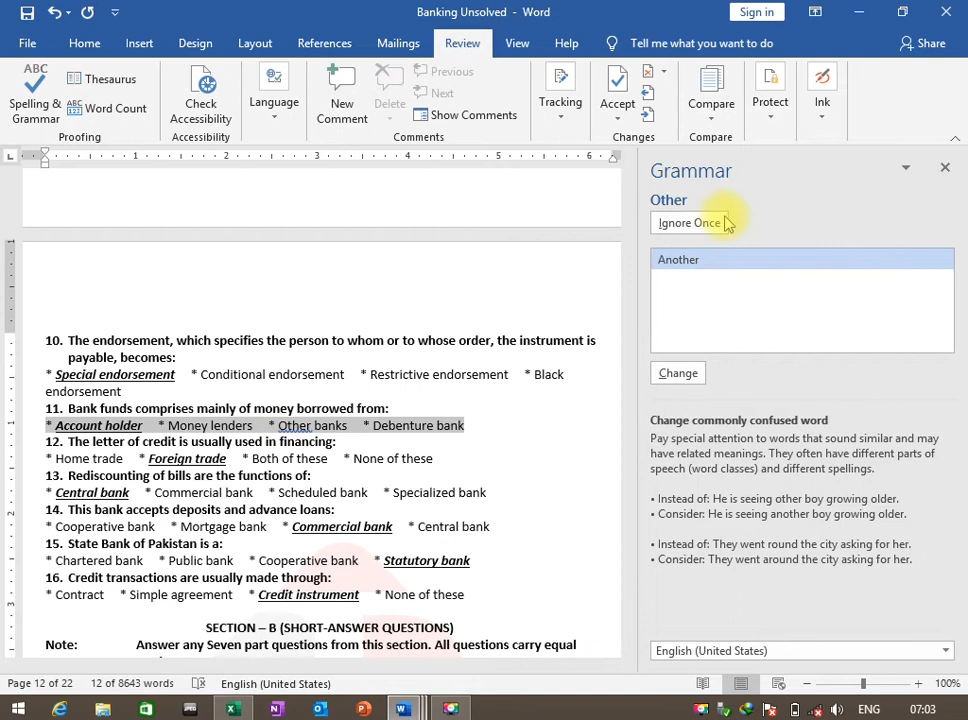 Banking Unsolved - Word
Sign in
File Home Insert Design Layout References Mailings Review View Help Tell me what you want to do Share
ABC
Spelling & Grammar
Thesaurus
ABC 123 Word Count
Proofing
Check Accessibility
Accessibility
Language
New Comment
Delete
Previous
Next
Show Comments
Comments
Tracking
Accept
Changes
Compare
Compare
Protect
Ink
1 2 3 4 5 6
Grammar
Other
Ignore Once
Another
Change
Change commonly confused word
Pay special attention to words that sound similar and may
have related meanings. They often have different parts of
speech (word classes) and different spellings.
• Instead of: He is seeing other boy growing older.
• Consider: He is seeing another boy growing older.
• Instead of: They went round the city asking for her.
• Consider: They went around the city asking for her.
English (United States)
1
1
2
3
10. The endorsement, which specifies the person to whom or to whose order, the instrument is
payable, becomes:
* Special endorsement * Conditional endorsement * Restrictive endorsement * Black
endorsement
11. Bank funds comprises mainly of money borrowed from:
* Account holder * Money lenders * Other banks * Debenture bank
12. The letter of credit is usually used in financing:
* Home trade * Foreign trade * Both of these * None of these
13. Rediscounting of bills are the functions of:
* Central bank * Commercial bank * Scheduled bank * Specialized bank
14. This bank accepts deposits and advance loans:
* Cooperative bank * Mortgage bank * Commercial bank * Central bank
15. State Bank of Pakistan is a:
* Chartered bank * Public bank * Cooperative bank * Statutory bank
16. Credit transactions are usually made through:
* Contract * Simple agreement * Credit instrument * None of these
SECTION – B (SHORT-ANSWER QUESTIONS)
Note: Answer any Seven part questions from this section. All questions carry equal
Page 12 of 22 12 of 8643 words English (United States) 100%
ENG 07:03